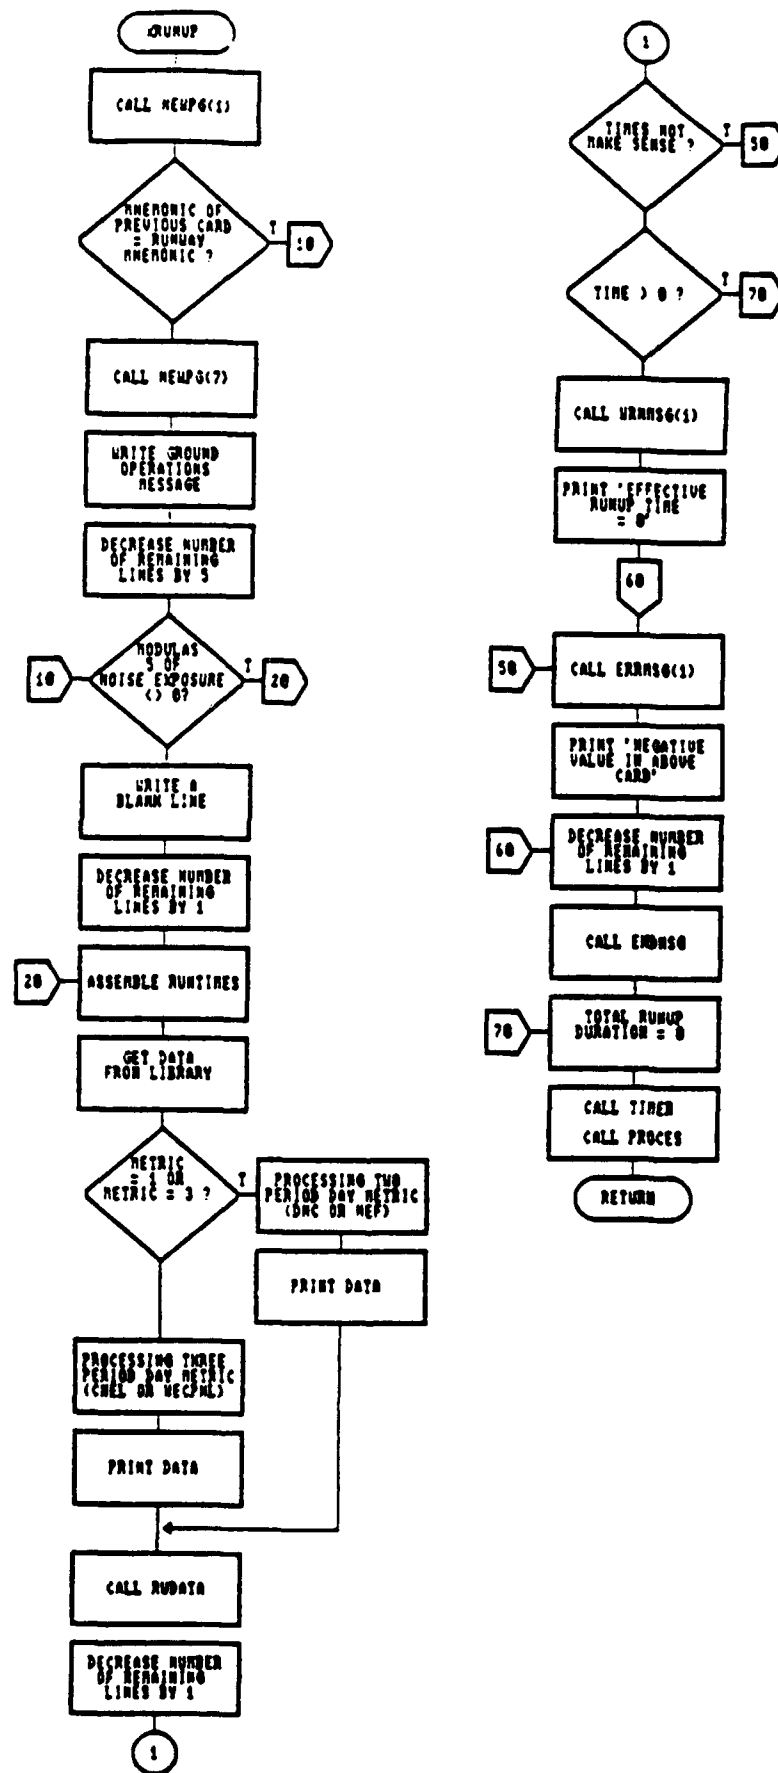 XRUNUP
CALL NEWPG(1)
MNEMONIC OF
PREVIOUS CARD
= RUNWAY
MNEMONIC ?
T
10
CALL NEWPG(7)
WRITE GROUND
OPERATIONS
MESSAGE
DECREASE NUMBER
OF REMAINING
LINES BY 5
10
MODULAS
5 OF
NOISE EXPOSURE
<> 0?
T
20
WRITE A
BLANK LINE
DECREASE NUMBER
OF REMAINING
LINES BY 1
20
ASSEMBLE RUNTIMES
GET DATA
FROM LIBRARY
METRIC
= 1 OR
METRIC = 3 ?
T
PROCESSING TWO
PERIOD DAY METRIC
(DNC OR NEF)
PRINT DATA
PROCESSING THREE
PERIOD DAY METRIC
(CNEL OR WECPNL)
PRINT DATA
CALL RUDATA
DECREASE NUMBER
OF REMAINING
LINES BY 1
1
1
TIMES NOT
MAKE SENSE ?
T
50
TIME > 0 ?
T
70
CALL WRNMSG(1)
PRINT 'EFFECTIVE
RUNUP TIME
= 0'
60
50
CALL ERRMSG(1)
PRINT 'NEGATIVE
VALUE IN ABOVE
CARD'
60
DECREASE NUMBER
OF REMAINING
LINES BY 1
CALL ENDMSG
70
TOTAL RUNUP
DURATION = 0
CALL TIMER
CALL PROCES
RETURN